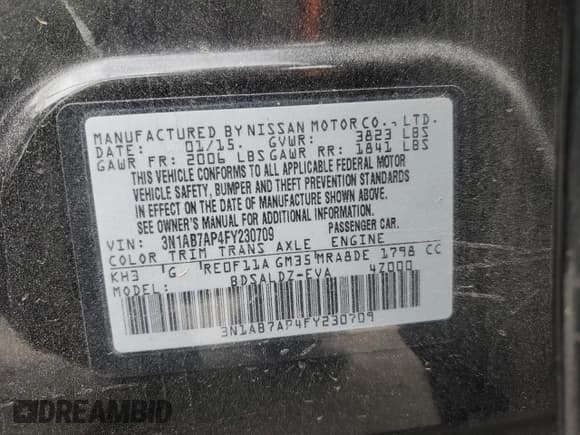 MANUFACTURED BY NISSAN MOTOR CO., LTD.
DATE: 01/15. GVWR: 3823 LBS
GAWR FR: 2006 LBS GAWR RR: 1841 LBS
THIS VEHICLE CONFORMS TO ALL APPLICABLE FEDERAL MOTOR
VEHICLE SAFETY, BUMPER AND THEFT PREVENTION STANDARDS
IN EFFECT ON THE DATE OF MANUFACTURE SHOWN ABOVE.
SEE OWNER'S MANUAL FOR ADDITIONAL INFORMATION.
VIN: 3N1AB7AP4FY230709 PASSENGER CAR.
COLOR TRIM TRANS AXLE ENGINE
KH3 G RE0F11A GM35 MRA8DE 1798 CC
MODEL: BDSALDZ-EVA 47000
3N1AB7AP4FY230709
DREAMBID